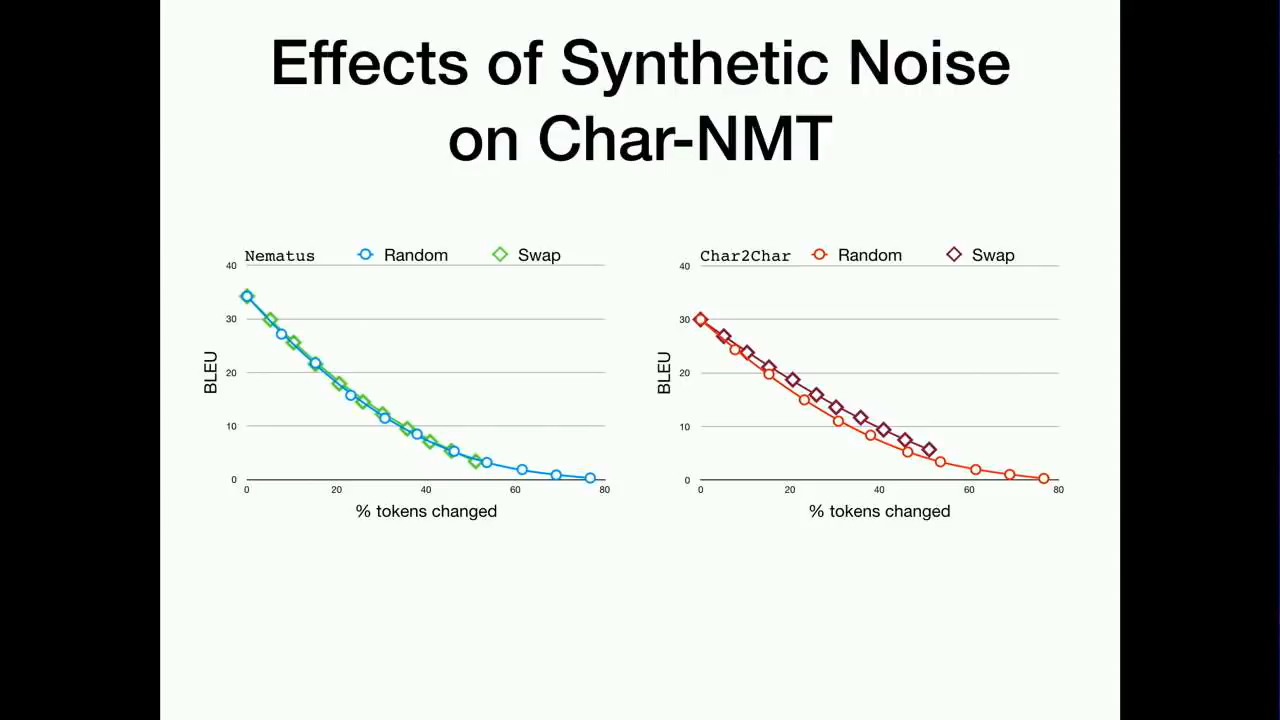 Effects of Synthetic Noise
on Char-NMT
Nematus Random Swap
40
30
20
10
0
BLEU
0 20 40 60 80
% tokens changed
Char2Char Random Swap
40
30
20
10
0
BLEU
0 20 40 60 80
% tokens changed